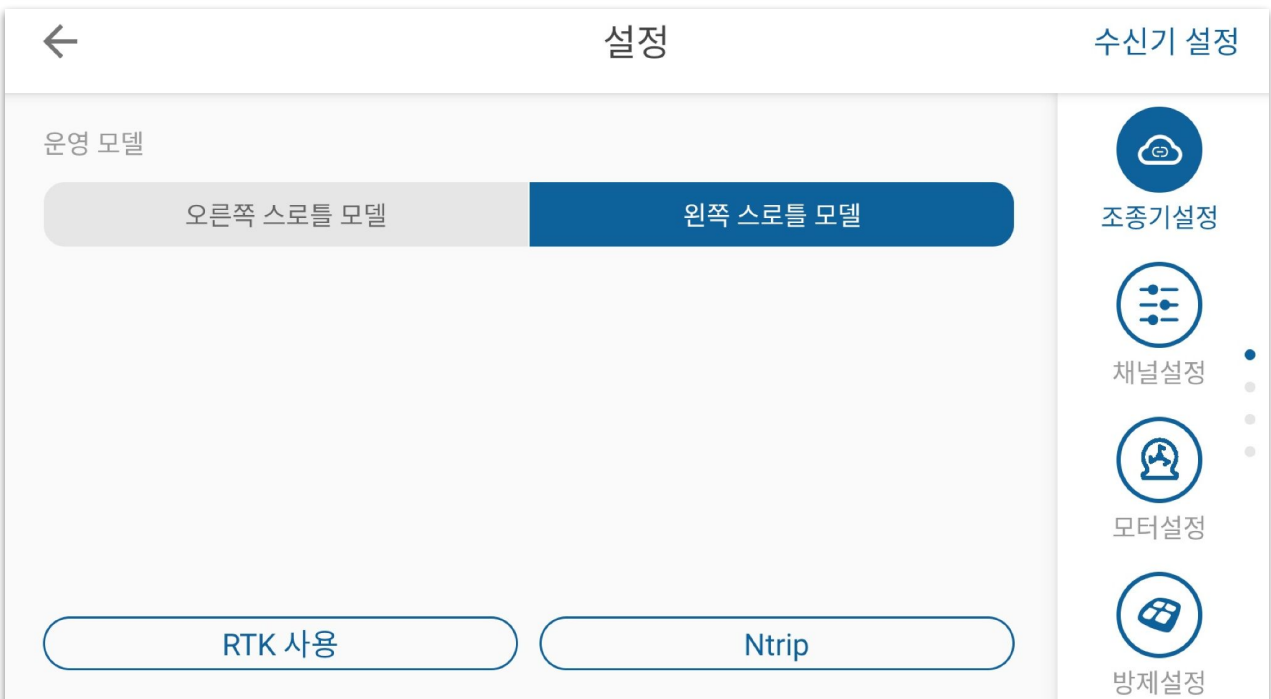 설정
수신기 설정
운영 모델
오른쪽 스로틀 모델
왼쪽 스로틀 모델
RTK 사용
Ntrip
조종기설정
채널설정
모터설정
방제설정